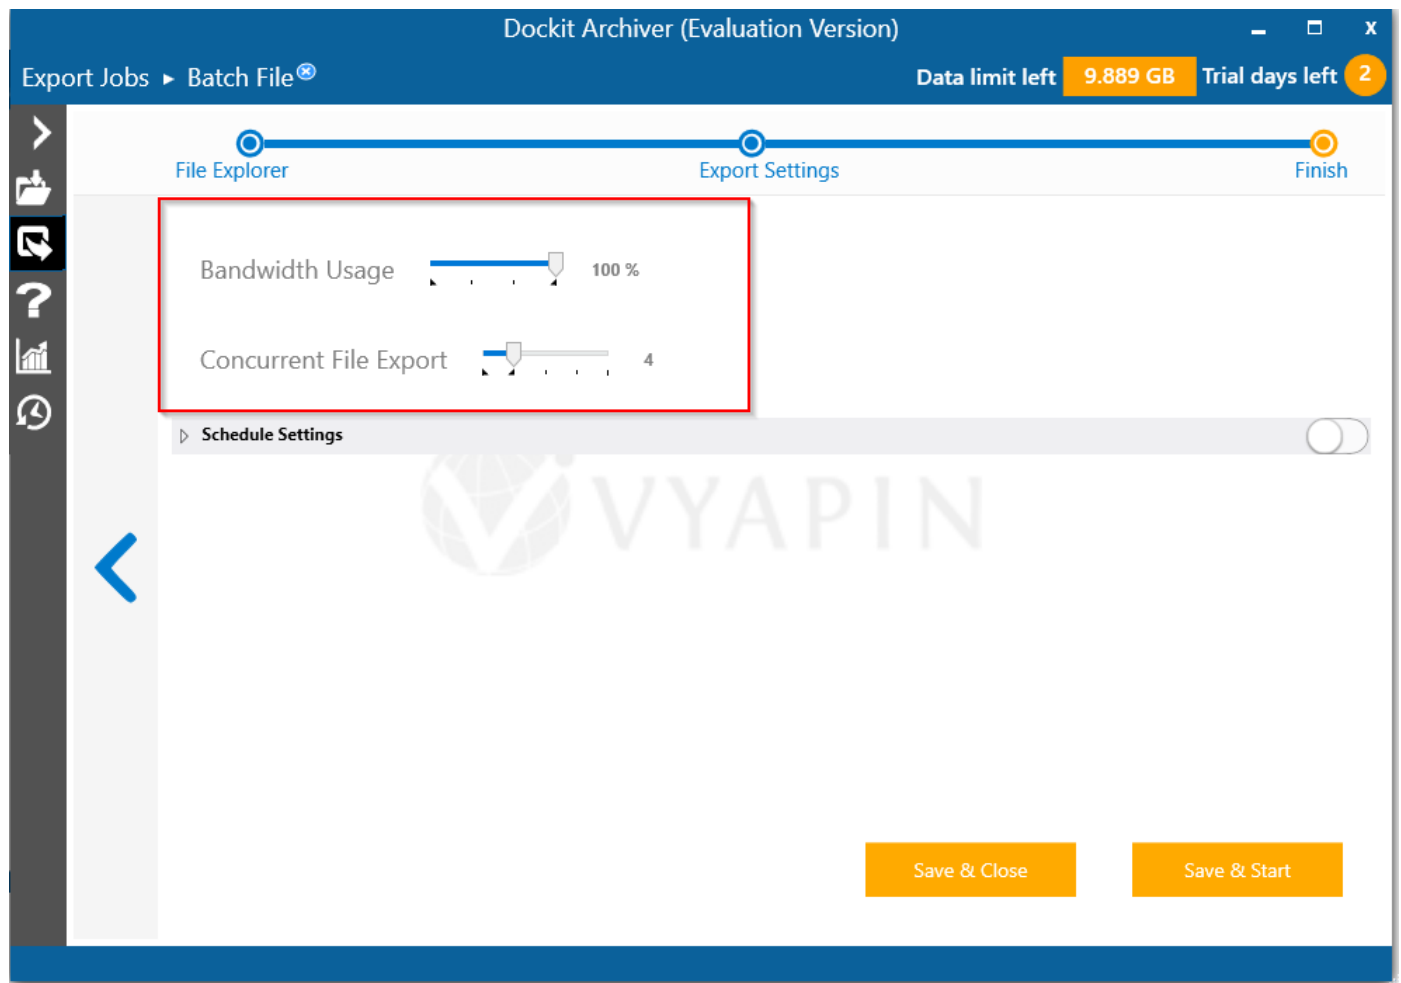 Dockit Archiver (Evaluation Version)
X
Export Jobs ▸ Batch File
Data limit left 9.889 GB Trial days left 2
File Explorer
Export Settings
Finish
Bandwidth Usage 100 %
Concurrent File Export 4
Schedule Settings
VYAPIN
Save & Close
Save & Start